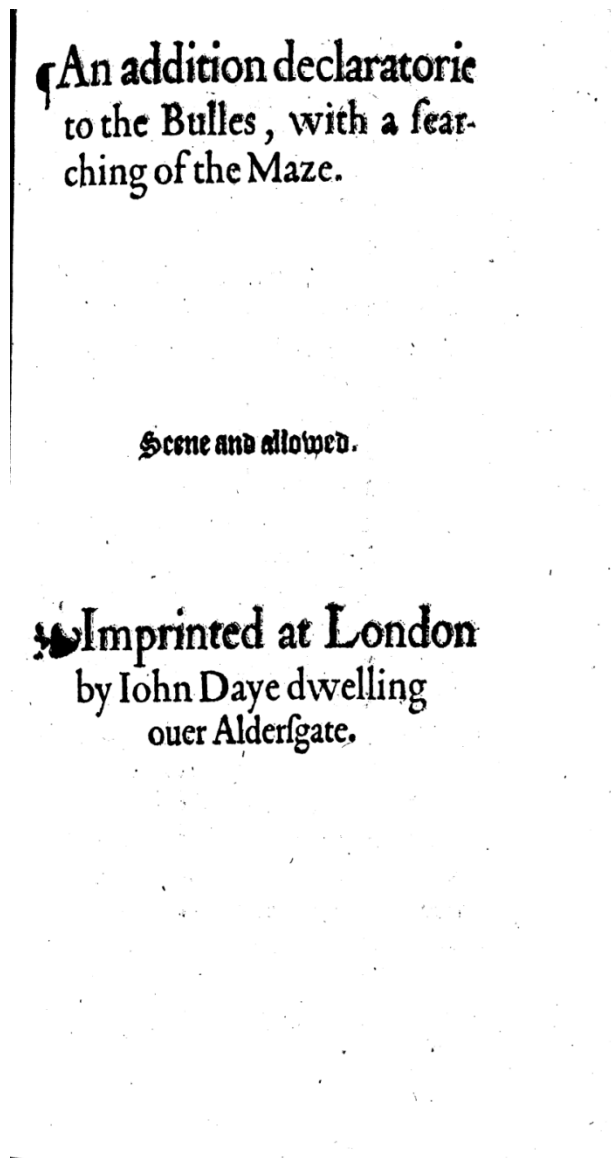 ¶An addition declaratorie
to the Bulles, with a ſear-
ching of the Maze.
Scene and allowed.
Imprinted at London
by Iohn Daye dwelling
ouer Alderſgate.